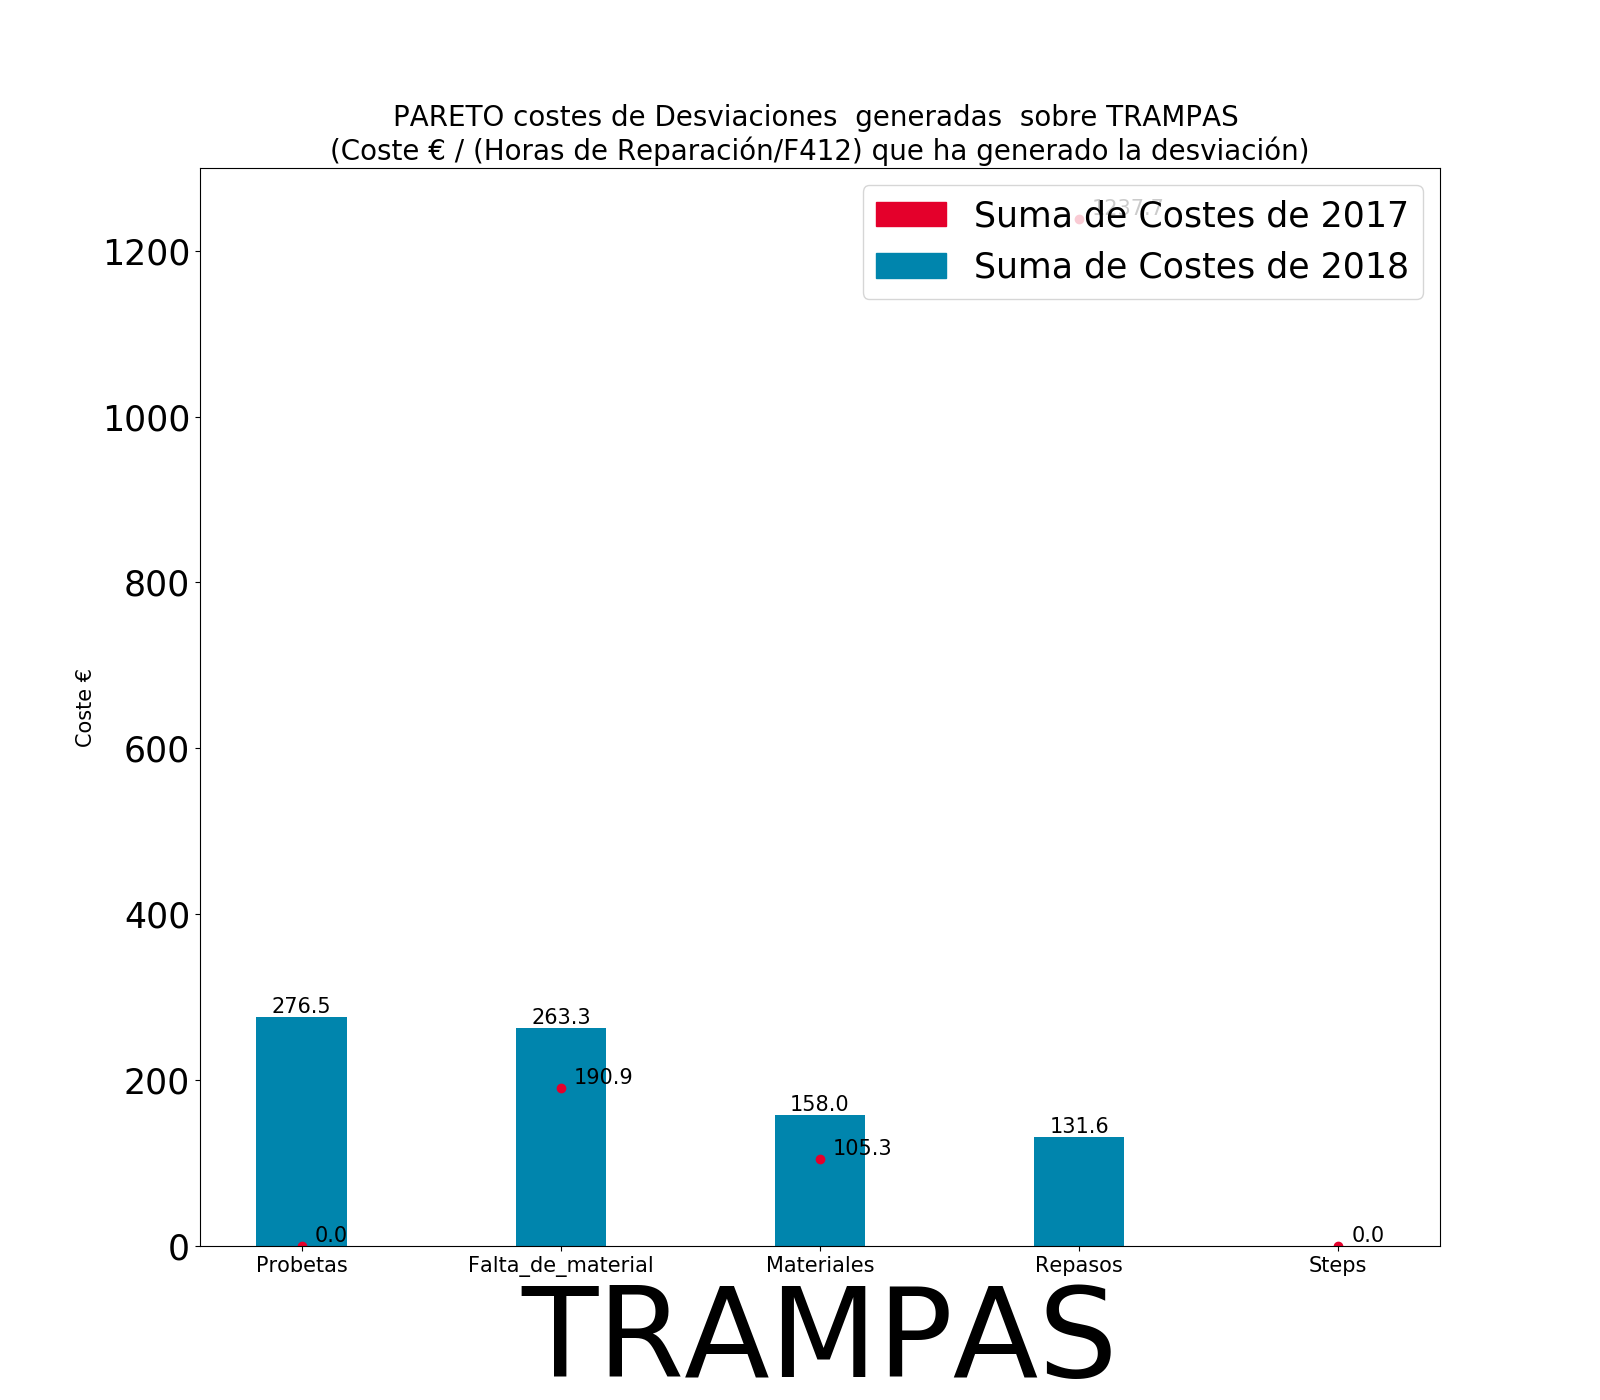 PARETO costes de Desviaciones  generadas  sobre TRAMPAS
(Coste € / (Horas de Reparación/F412) que ha generado la desviación)
Suma de Costes de 2017
1237.7
Suma de Costes de 2018
1200
1000
800
600
400
200
0
Coste €
276.5
263.3
190.9
158.0
105.3
131.6
0.0
0.0
Probetas
Falta_de_material
Materiales
Repasos
Steps
TRAMPAS